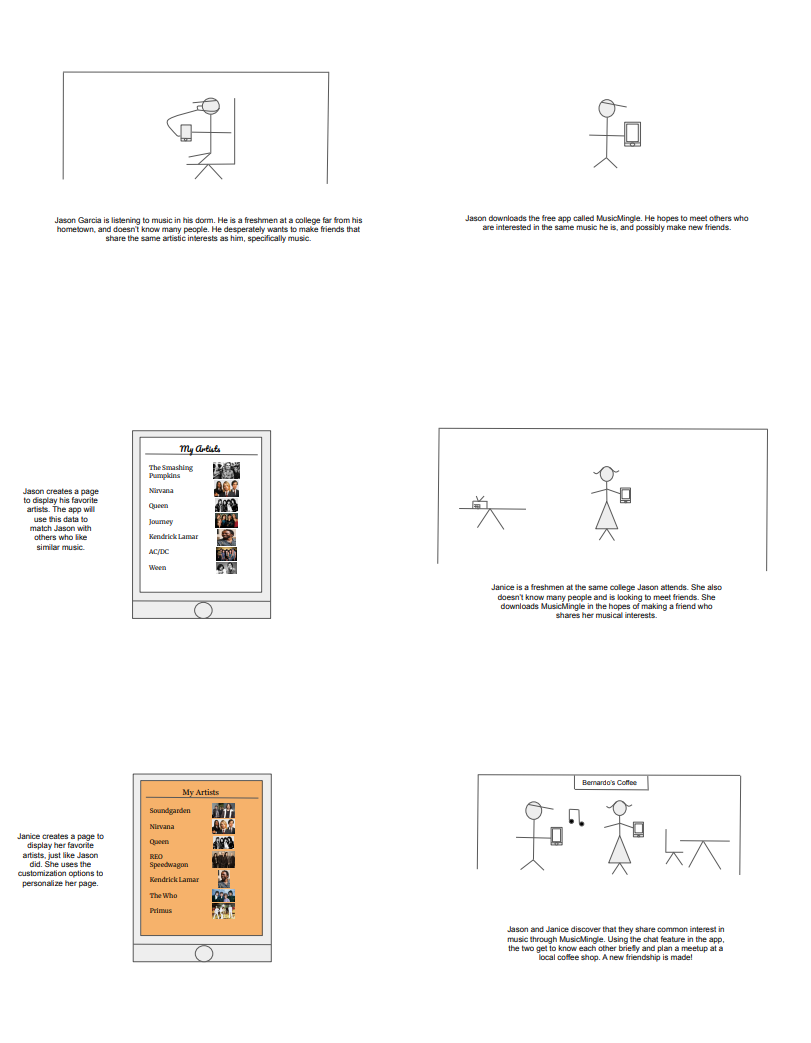 Jason Garcia is listening to music in his dorm. He is a freshmen at a college far from his
hometown, and doesn't know many people. He desperately wants to make friends that
share the same artistic interests as him, specifically music.
Jason downloads the free app called MusicMingle. He hopes to meet others who
are interested in the same music he is, and possibly make new friends.
Jason creates a page
to display his favorite
artists. The app will
use this data to
match Jason with
others who like
similar music.
My Artists
The Smashing
Pumpkins
Nirvana
Queen
Journey
Kendrick Lamar
AC/DC
Ween
Janice is a freshmen at the same college Jason attends. She also
doesn't know many people and is looking to meet friends. She
downloads MusicMingle in the hopes of making a friend who
shares her musical interests.
Janice creates a page to
display her favorite
artists, just like Jason
did. She uses the
customization options to
personalize her page.
My Artists
Soundgarden
Nirvana
Queen
REO
Speedwagon
Kendrick Lamar
The Who
Primus
Bernardo's Coffee
Jason and Janice discover that they share common interest in
music through MusicMingle. Using the chat feature in the app,
the two get to know each other briefly and plan a meetup at a
local coffee shop. A new friendship is made!